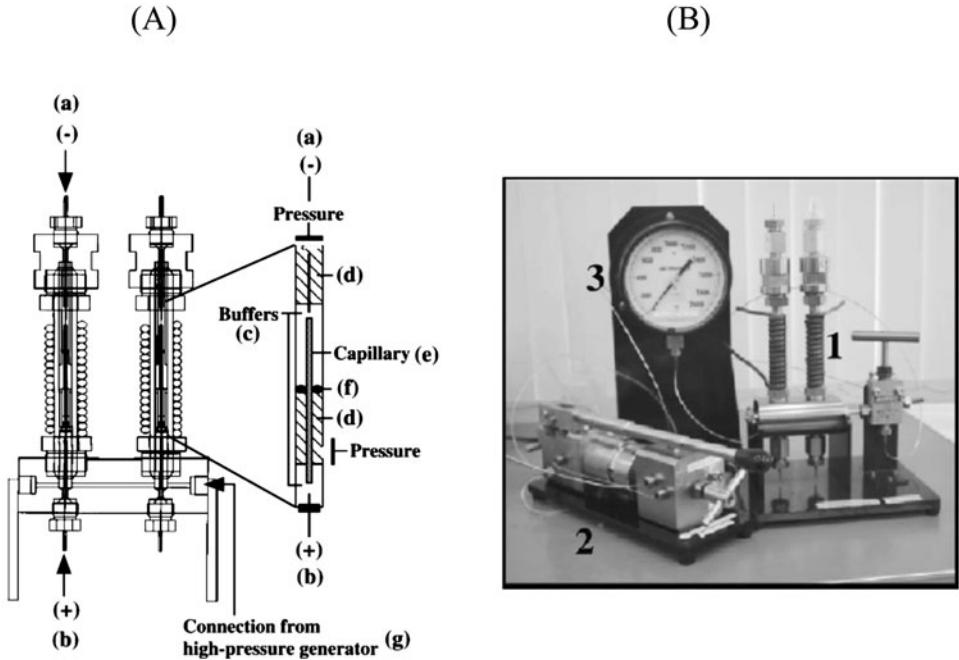 (A)
(B)
(a)
(-)
(a)
(-)
Pressure
(d)
Buffers
(c)
Capillary (e)
(f)
(d)
Pressure
(+)
(b)
(+)
(b)
Connection from
high-pressure generator (g)
3
1
2